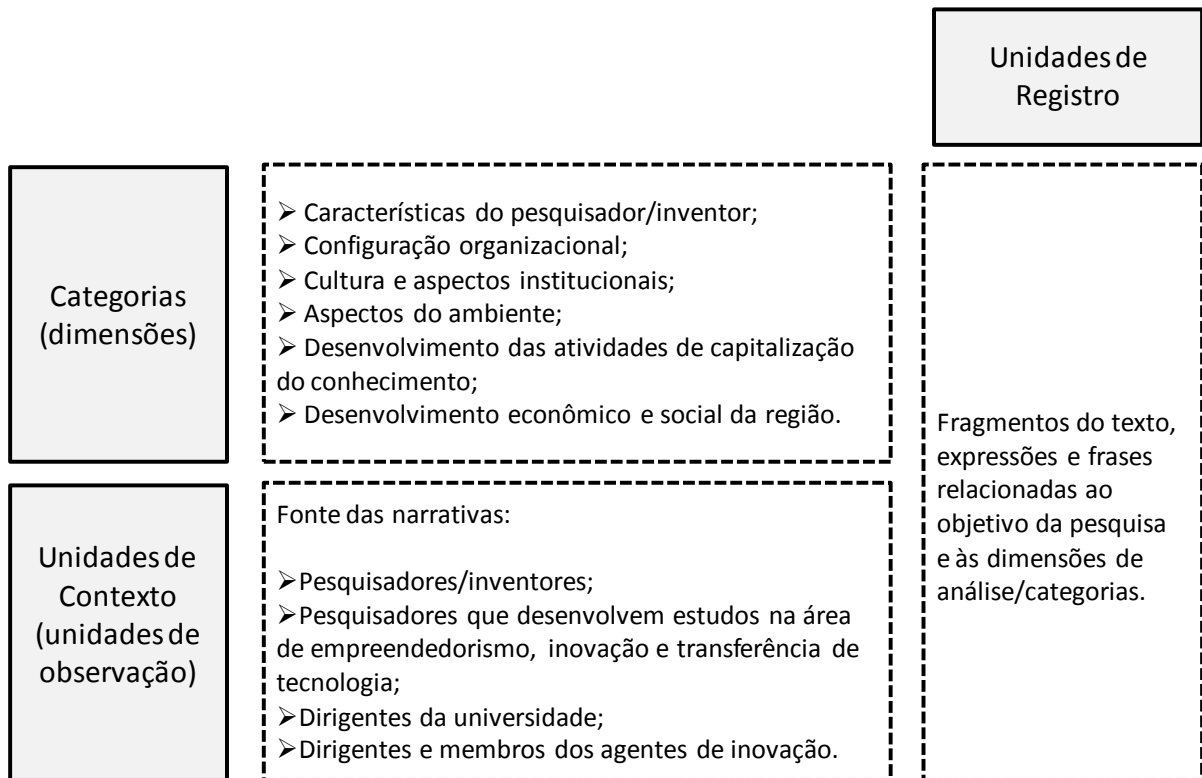 Unidades de
Registro
Categorias
(dimensões)
➢ Características do pesquisador/inventor;
➢ Configuração organizacional;
➢ Cultura e aspectos institucionais;
➢ Aspectos do ambiente;
➢ Desenvolvimento das atividades de capitalização
do conhecimento;
➢ Desenvolvimento econômico e social da região.
Unidades de
Contexto
(unidades de
observação)
Fonte das narrativas:
➢Pesquisadores/inventores;
➢Pesquisadores que desenvolvem estudos na área
de empreendedorismo, inovação e transferência de
tecnologia;
➢Dirigentes da universidade;
➢Dirigentes e membros dos agentes de inovação.
Fragmentos do texto,
expressões e frases
relacionadas ao
objetivo da pesquisa
e às dimensões de
análise/categorias.